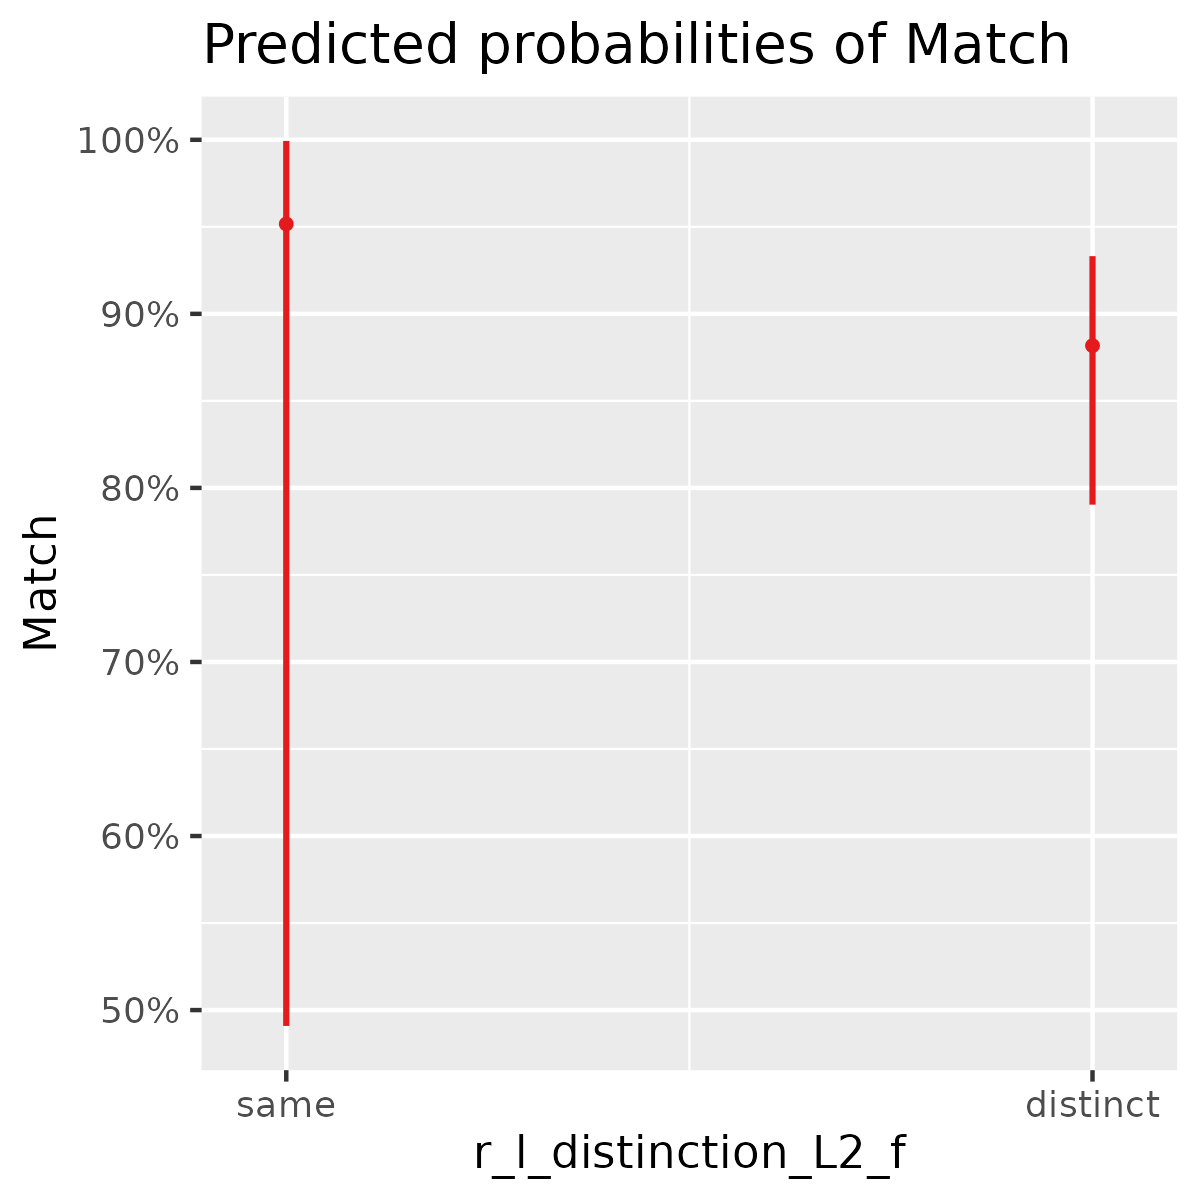 Predicted probabilities of Match
100%
90%
80%
70%
60%
50%
Match
same
distinct
r_l_distinction_L2_f